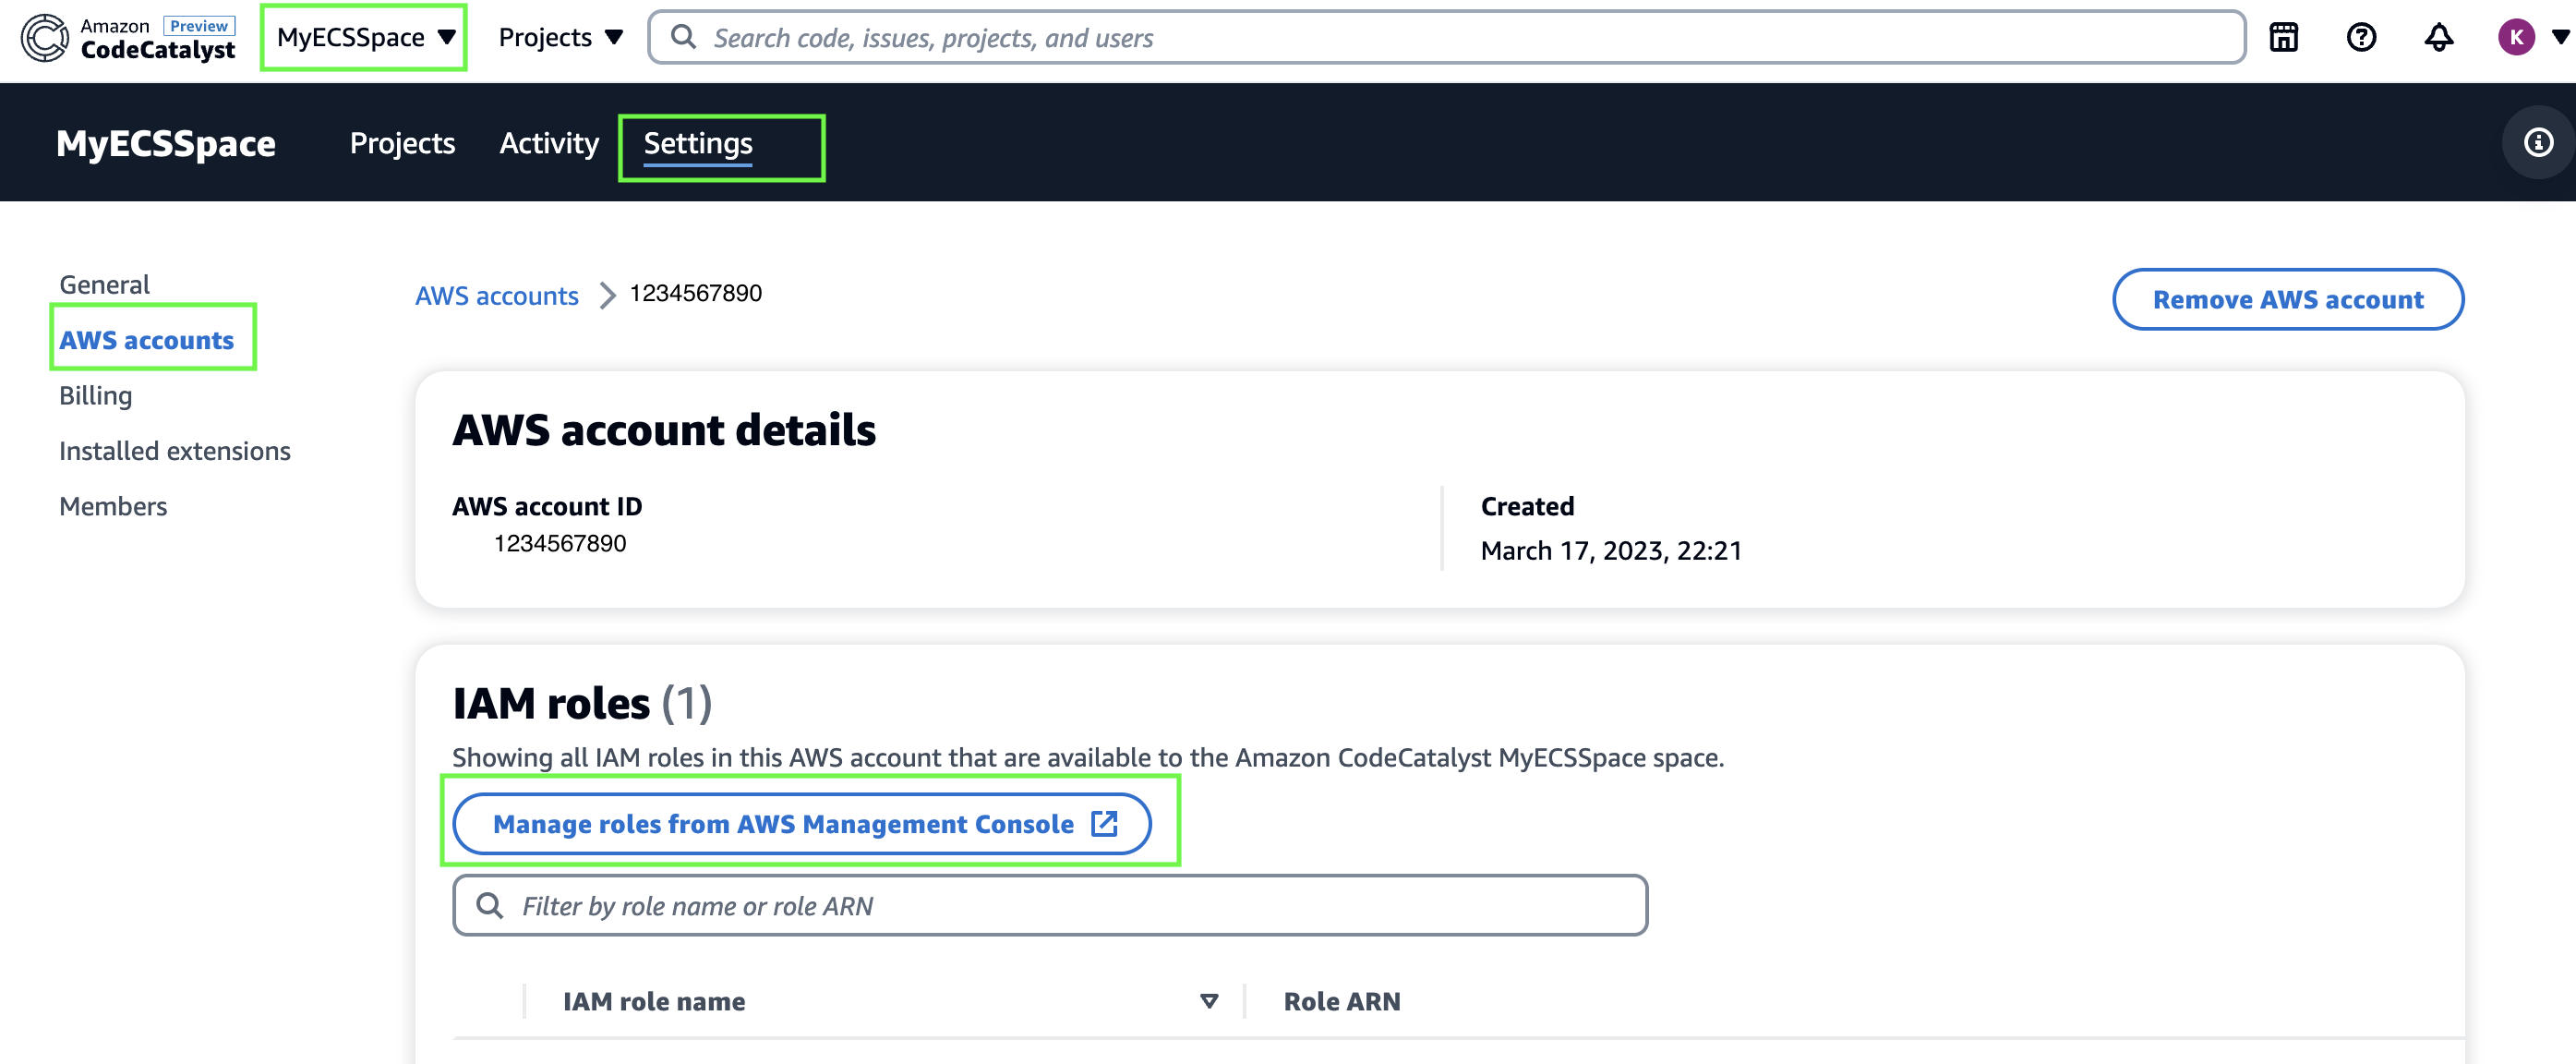 Amazon Preview
CodeCatalyst
MyECSSpace
Projects
Search code, issues, projects, and users
K
MyECSSpace
Projects
Activity
Settings
General
AWS accounts
Billing
Installed extensions
Members
AWS accounts
1234567890
Remove AWS account
AWS account details
AWS account ID
1234567890
Created
March 17, 2023, 22:21
IAM roles (1)
Showing all IAM roles in this AWS account that are available to the Amazon CodeCatalyst MyECSSpace space.
Manage roles from AWS Management Console
Filter by role name or role ARN
IAM role name
Role ARN